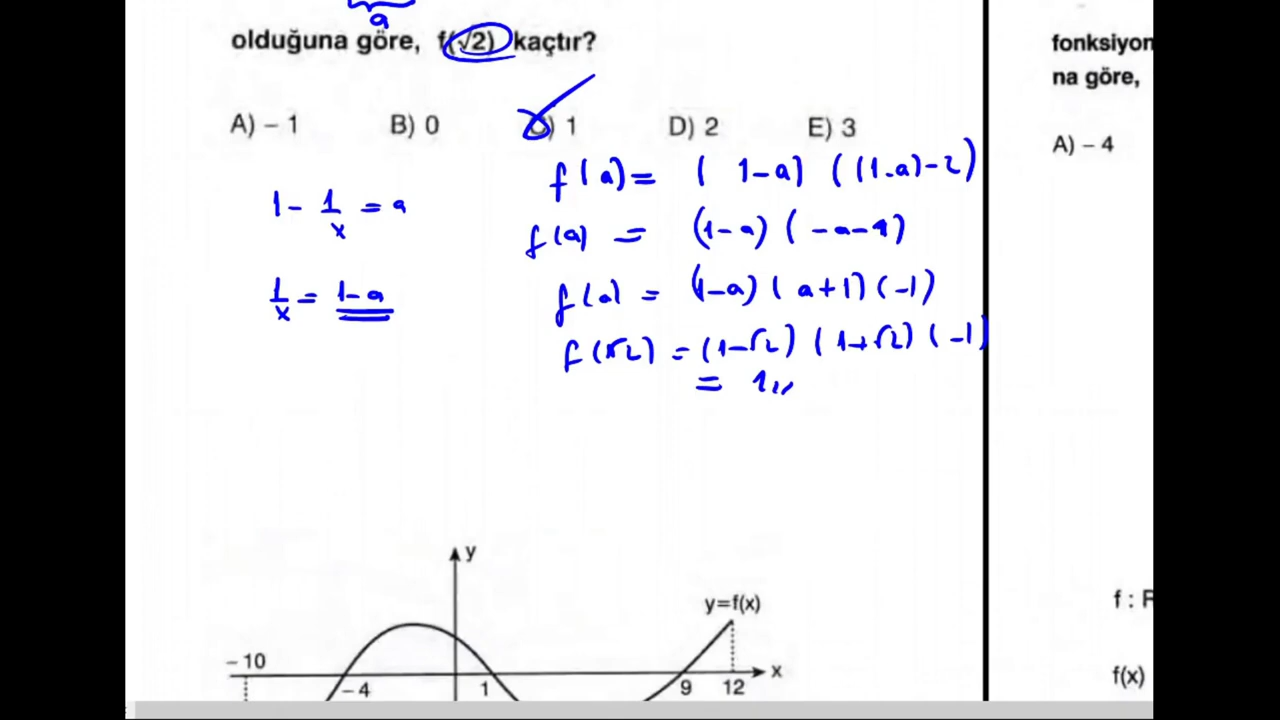 a
olduğuna göre, f(√2) kaçtır?
A) – 1 B) 0 C) 1 D) 2 E) 3
1 - 1/x = a
1/x = 1-a
f(a) = (1-a) ((1-a)-2)
f(a) = (1-a) (-a-1)
f(a) = (1-a) (a+1) (-1)
f(√2) = (1-√2) (1+√2) (-1)
= 1,,
y
y=f(x)
– 10
x
– 4 1 9 12
fonksiyon
na göre,
A) – 4
f :
f(x)